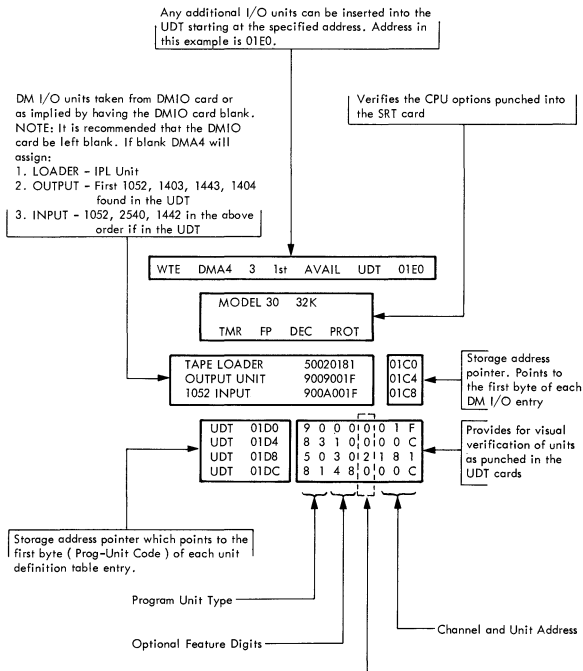 Any additional I/O units can be inserted into the
UDT starting at the specified address. Address in
this example is 01E0.
DM I/O units taken from DMIO card or
as implied by having the DMIO card blank.
NOTE: It is recommended that the DMIO
card be left blank. If blank DMA4 will
assign:
1. LOADER - IPL Unit
2. OUTPUT - First 1052, 1403, 1443, 1404
found in the UDT
3. INPUT - 1052, 2540, 1442 in the above
order if in the UDT
Verifies the CPU options punched into
the SRT card
WTE DMA4 3 1st AVAIL UDT 01E0
MODEL 30 32K
TMR FP DEC PROT
TAPE LOADER 50020181 01C0
OUTPUT UNIT 9009001F 01C4
1052 INPUT 900A001F 01C8
Storage address
pointer. Points to
the first byte of each
DM I/O entry
UDT 01D0 9 0 0 0 0 0 1 F
UDT 01D4 8 3 1 0 0 0 0 C
UDT 01D8 5 0 3 0 2 1 8 1
UDT 01DC 8 1 4 8 0 0 0 C
Provides for visual
verification of units
as punched in the
UDT cards
Storage address pointer which points to the
first byte ( Prog-Unit Code ) of each unit
definition table entry.
Program Unit Type
Channel and Unit Address
Optional Feature Digits